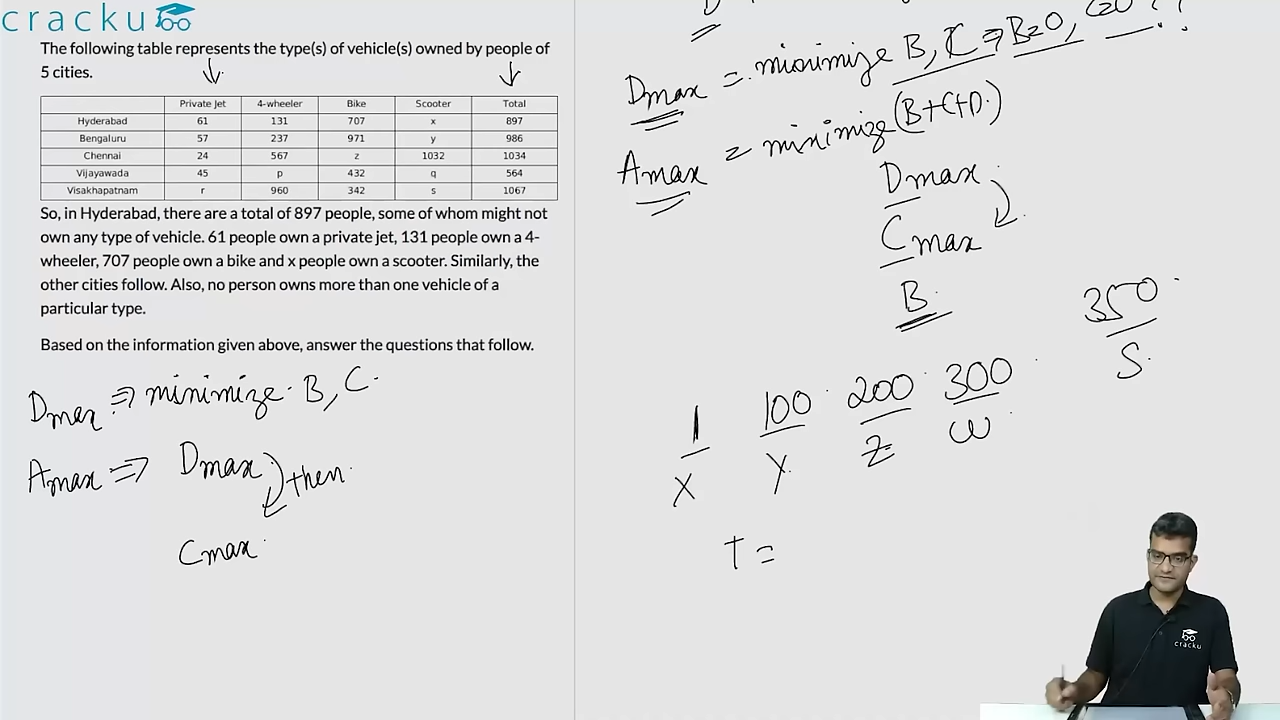 cracku
The following table represents the type(s) of vehicle(s) owned by people of
5 cities.
Private Jet 4-wheeler Bike Scooter Total
Hyderabad 61 131 707 x 897
Bengaluru 57 237 971 y 986
Chennai 24 567 z 1032 1034
Vijayawada 45 p 432 q 564
Visakhapatnam r 960 342 s 1067
So, in Hyderabad, there are a total of 897 people, some of whom might not
own any type of vehicle. 61 people own a private jet, 131 people own a 4-
wheeler, 707 people own a bike and x people own a scooter. Similarly, the
other cities follow. Also, no person owns more than one vehicle of a
particular type.
Based on the information given above, answer the questions that follow.
Dmax ⇒ minimize B, C.
Amax ⇒ Dmax then
Cmax
Dmax = minimize B, C ⇒ B=0,
Amax = minimize (B+C+D)
Dmax
Cmax
B
1 100 200 300 350
x y z w S
T =
cracku